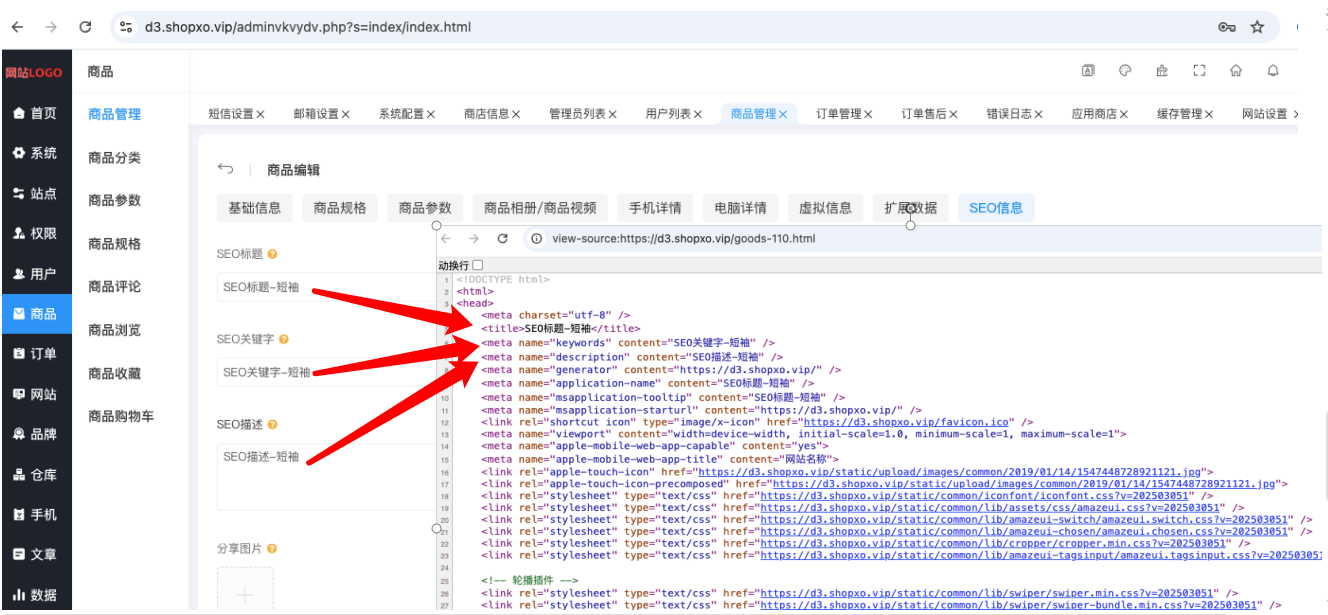 d3.shopxo.vip/adminvkvydv.php?s=index/index.html
网站LOGO
商品
首页
商品管理
短信设置
邮箱设置
系统配置
商店信息
管理员列表
用户列表
商品管理
订单管理
订单售后
错误日志
应用商店
缓存管理
网站设置
系统
商品分类
商品编辑
站点
商品参数
基础信息
商品规格
商品参数
商品相册/商品视频
手机详情
电脑详情
虚拟信息
扩展数据
SEO信息
权限
商品规格
用户
商品评论
商品
商品浏览
订单
商品收藏
网站
商品购物车
品牌
仓库
手机
文章
数据
SEO标题
SEO标题-短袖
SEO关键字
SEO关键字-短袖
SEO描述
SEO描述-短袖
分享图片
view-source:https://d3.shopxo.vip/goods-110.html
动换行
1 <!DOCTYPE html>
2 <html>
3 <head>
<meta charset="utf-8" />
<title>SEO标题-短袖</title>
<meta name="keywords" content="SEO关键字-短袖" />
<meta name="description" content="SEO描述-短袖" />
<meta name="generator" content="https://d3.shopxo.vip/" />
9 <meta name="application-name" content="SEO标题-短袖" />
10 <meta name="msapplication-tooltip" content="SEO标题-短袖" />
11 <meta name="msapplication-starturl" content="https://d3.shopxo.vip/" />
12 <link rel="shortcut icon" type="image/x-icon" href="https://d3.shopxo.vip/favicon.ico" />
13 <meta name="viewport" content="width=device-width, initial-scale=1.0, minimum-scale=1, maximum-scale=1">
14 <meta name="apple-mobile-web-app-capable" content="yes">
15 <meta name="apple-mobile-web-app-title" content="网站名称">
16 <link rel="apple-touch-icon" href="https://d3.shopxo.vip/static/upload/images/common/2019/01/14/1547448728921121.jpg">
17 <link rel="apple-touch-icon-precomposed" href="https://d3.shopxo.vip/static/upload/images/common/2019/01/14/1547448728921121.jpg">
18 <link rel="stylesheet" type="text/css" href="https://d3.shopxo.vip/static/common/iconfont/iconfont.css?v=202503051" />
19 <link rel="stylesheet" type="text/css" href="https://d3.shopxo.vip/static/common/lib/assets/css/amazeui.css?v=202503051" />
20 <link rel="stylesheet" type="text/css" href="https://d3.shopxo.vip/static/common/lib/amazeui-switch/amazeui.switch.css?v=202503051" />
21 <link rel="stylesheet" type="text/css" href="https://d3.shopxo.vip/static/common/lib/amazeui-chosen/amazeui.chosen.css?v=202503051" />
22 <link rel="stylesheet" type="text/css" href="https://d3.shopxo.vip/static/common/lib/cropper/cropper.min.css?v=202503051" />
23 <link rel="stylesheet" type="text/css" href="https://d3.shopxo.vip/static/common/lib/amazeui-tagsinput/amazeui.tagsinput.css?v=202503051
24
25 <!-- 轮播插件 -->
26 <link rel="stylesheet" type="text/css" href="https://d3.shopxo.vip/static/common/lib/swiper/swiper.min.css?v=202503051" />
27 <link rel="stylesheet" type="text/css" href="https://d3.shopxo.vip/static/common/lib/swiper/swiper-bundle.min.css?v=202503051" />